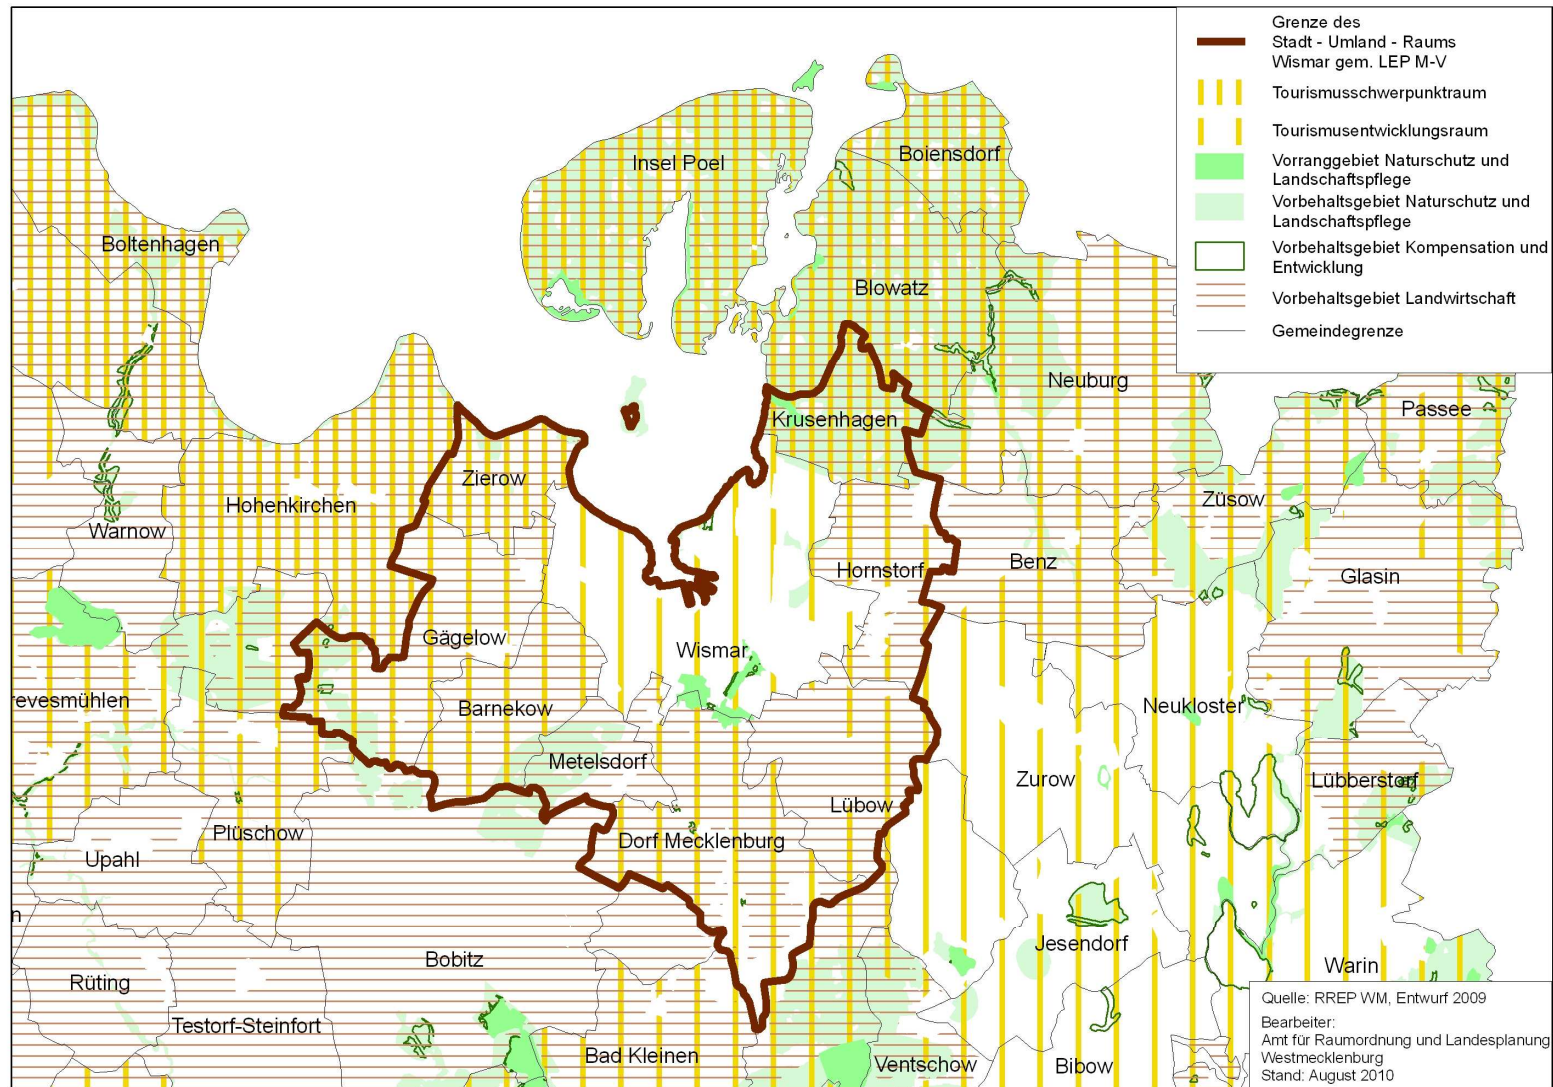 Grenze des
Stadt - Umland - Raums
Wismar gem. LEP M-V
Tourismusschwerpunktraum
Tourismusentwicklungsraum
Vorranggebiet Naturschutz und
Landschaftspflege
Vorbehaltsgebiet Naturschutz und
Landschaftspflege
Vorbehaltsgebiet Kompensation und
Entwicklung
Vorbehaltsgebiet Landwirtschaft
Gemeindegrenze
Insel Poel
Boiensdorf
Boltenhagen
Blowatz
Neuburg
Passee
Krusenhagen
Zierow
Hohenkirchen
Züsow
Warnow
Benz
Hornstorf
Glasin
Gägelow
Wismar
revesmühlen
Barnekow
Neukloster
Metelsdorf
Zurow
Lübberstorf
Lübow
Plüschow
Dorf Mecklenburg
Upahl
n
Jesendorf
Bobitz
Warin
Rüting
Testorf-Steinfort
Bad Kleinen
Ventschow
Bibow
Quelle: RREP WM, Entwurf 2009
Bearbeiter:
Amt für Raumordnung und Landesplanung
Westmecklenburg
Stand: August 2010